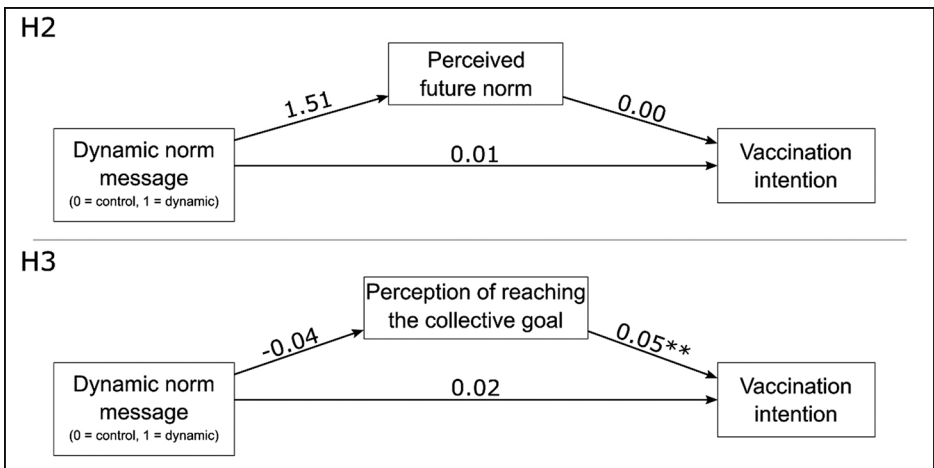 H2
Perceived
future norm
1.51
0.00
Dynamic norm
message
(0 = control, 1 = dynamic)
0.01
Vaccination
intention
H3
Perception of reaching
the collective goal
-0.04
0.05**
Dynamic norm
message
(0 = control, 1 = dynamic)
0.02
Vaccination
intention